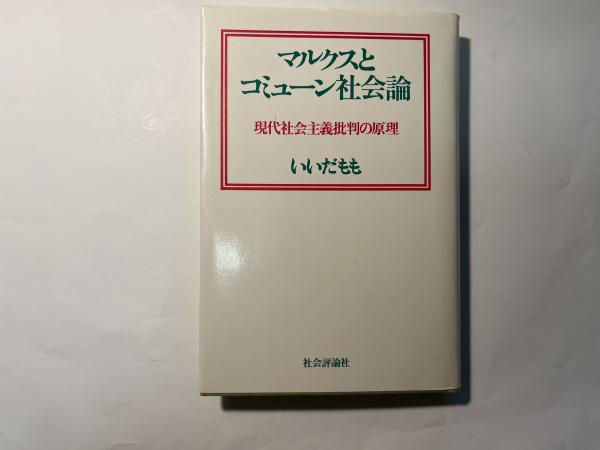 マルクスと
コミューン社会論
現代社会主義批判の原理
いいだもも
社会評論社